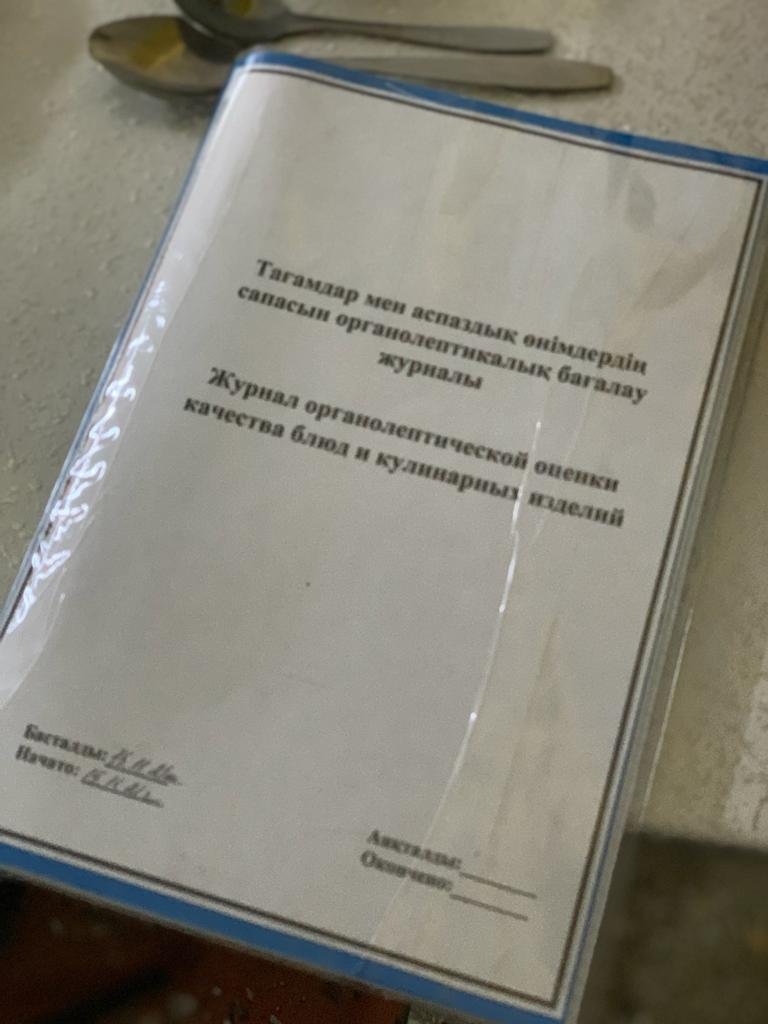 Тағамдар мен аспаздық өнімдердің
сапасын органолептикалық бағалау
журналы
Журнал органолептической оценки
качества блюд и кулинарных изделий
Басталды:
Начато:
Аяқталды:
Окончено: